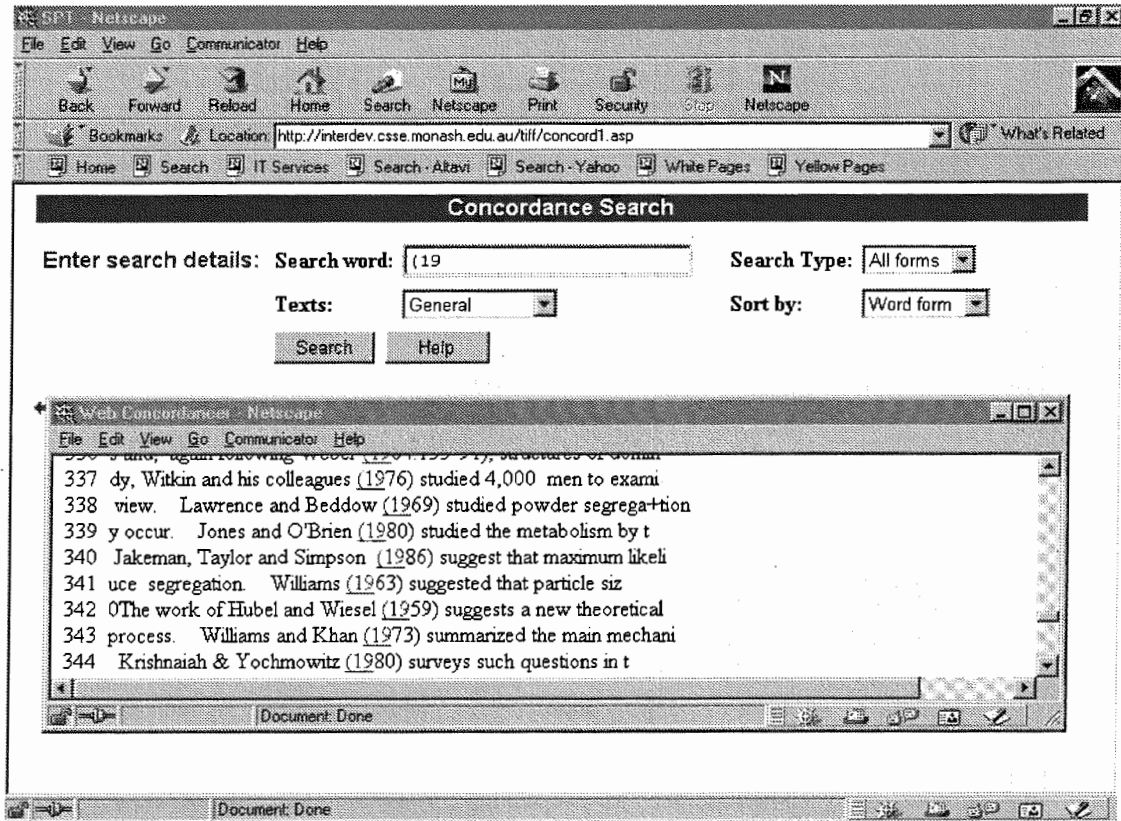 SPT - Netscape
File Edit View Go Communicator Help
Back Forward Reload Home Search Netscape Print Security Stop Netscape
Bookmarks Location: http://interdev.csse.monash.edu.au/tiff/concord1.asp What's Related
Home Search IT Services Search - Altavi Search - Yahoo White Pages Yellow Pages
Concordance Search
Enter search details: Search word: (19 Search Type: All forms
Texts: General Sort by: Word form
Search Help
Web Concordancer - Netscape
File Edit View Go Communicator Help
337 dy, Witkin and his colleagues (1976) studied 4,000 men to exami
338 view. Lawrence and Beddow (1969) studied powder segrega+tion
339 y occur. Jones and O'Brien (1980) studied the metabolism by t
340 Jakeman, Taylor and Simpson (1986) suggest that maximum likeli
341 uce segregation. Williams (1963) suggested that particle siz
342 0The work of Hubel and Wiesel (1959) suggests a new theoretical
343 process. Williams and Khan (1973) summarized the main mechani
344 Krishnaiah & Yochmowitz (1980) surveys such questions in t
Document: Done
Document: Done